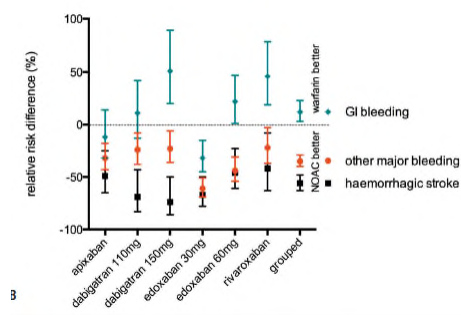 relative risk difference (%)
100
50
0
-50
-100
warfarin better
NOAC better
GI bleeding
other major bleeding
haemorrhagic stroke
apixaban
dabigatran 110mg
dabigatran 150mg
edoxaban 30mg
edoxaban 60mg
rivaroxaban
grouped
B